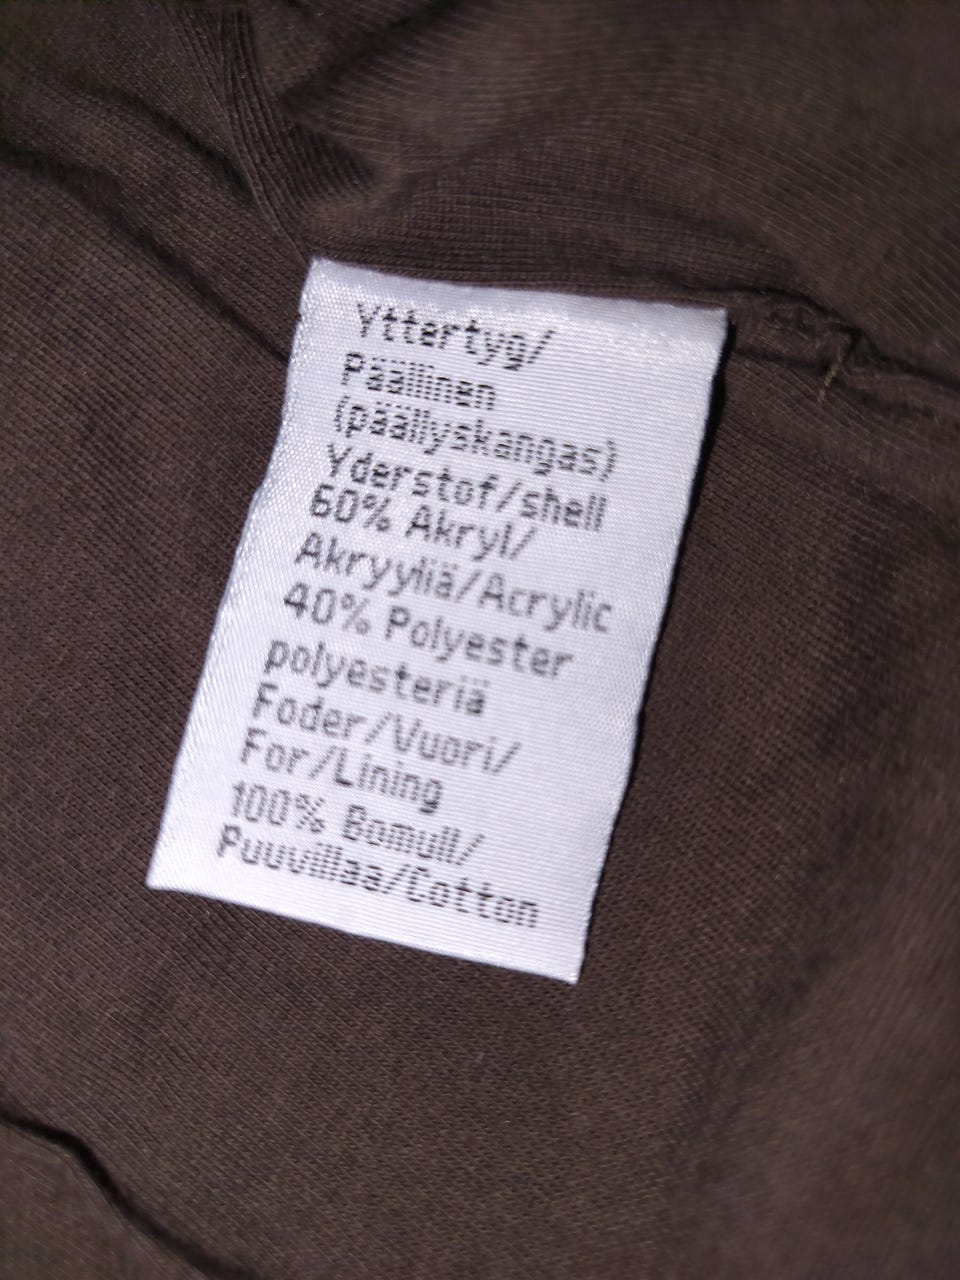 Yttertyg/
Päällinen
(päällyskangas)
Yderstof/shell
60% Akryl/
Akryyliä/Acrylic
40% Polyester
polyesteriä
Foder/Vuori/
For/Lining
100% Bomull/
Puuvillaa/Cotton